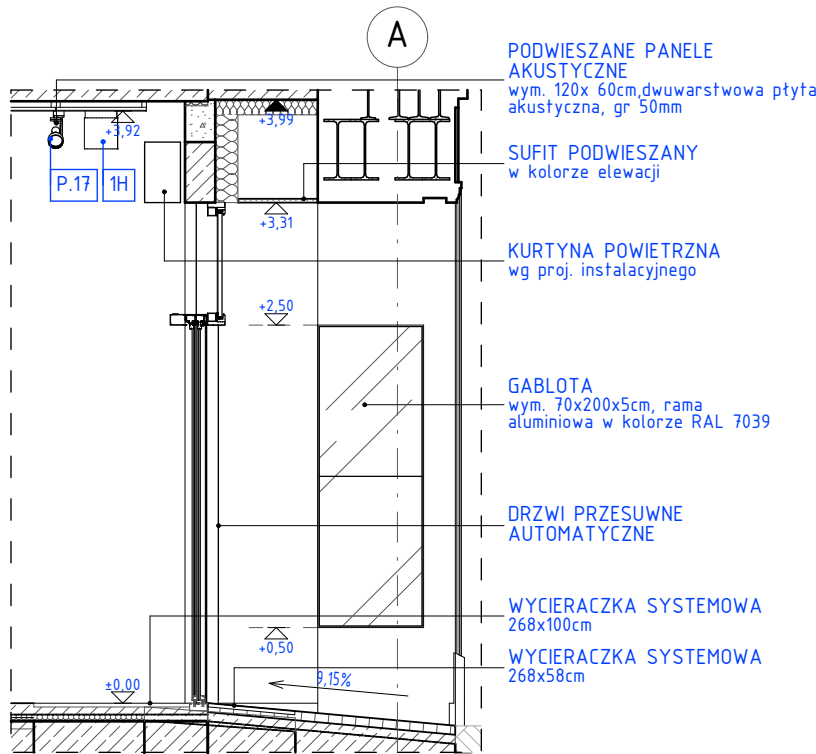 A
PODWIESZANE PANELE
AKUSTYCZNE
wym. 120x 60cm,dwuwarstwowa płyta
akustyczna, gr 50mm
+3,99
+3,92
SUFIT PODWIESZANY
w kolorze elewacji
P.17
1H
+3,31
KURTYNA POWIETRZNA
wg proj. instalacyjnego
+2,50
GABLOTA
wym. 70x200x5cm, rama
aluminiowa w kolorze RAL 7039
DRZWI PRZESUWNE
AUTOMATYCZNE
WYCIERACZKA SYSTEMOWA
268x100cm
+0,50
WYCIERACZKA SYSTEMOWA
268x58cm
9,15%
±0,00